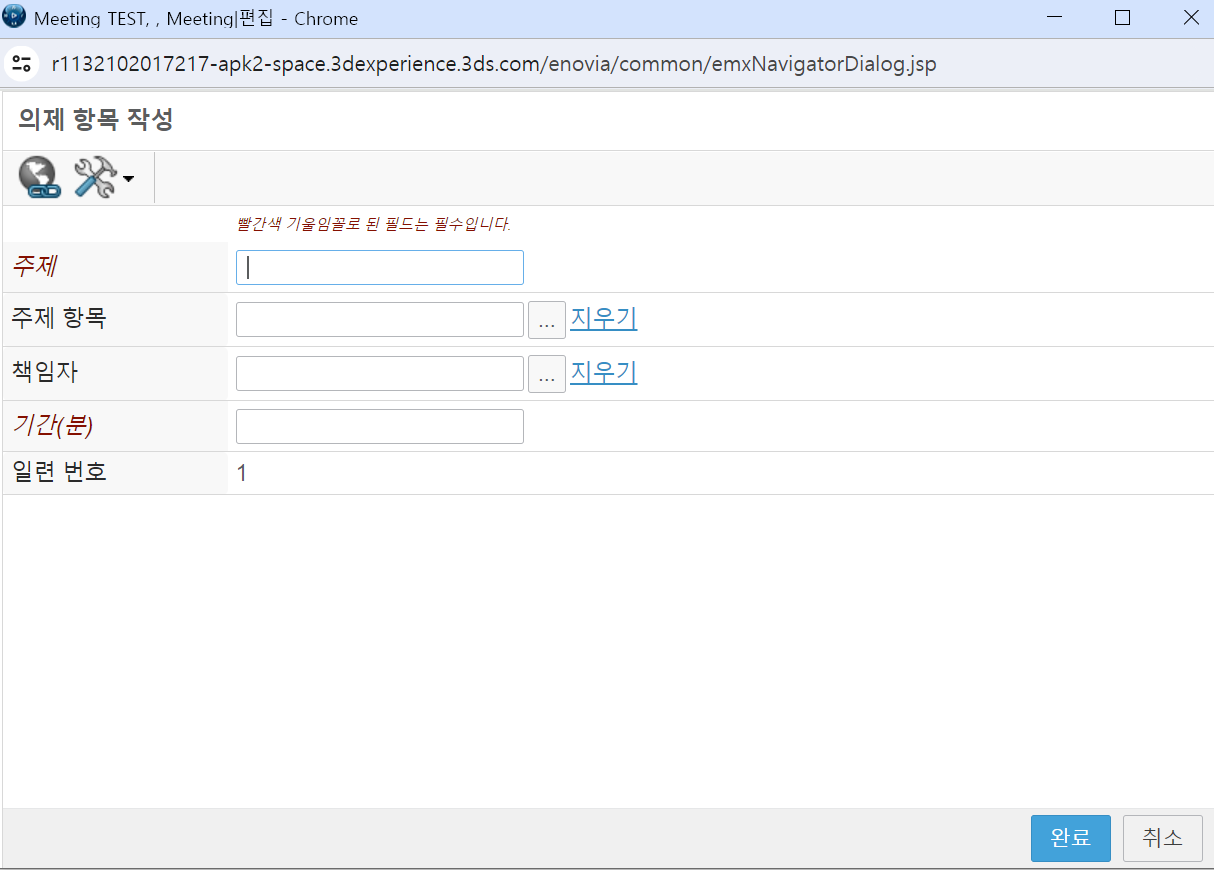 Meeting TEST, , Meeting|편집 - Chrome
r1132102017217-apk2-space.3dexperience.3ds.com/enovia/common/emxNavigatorDialog.jsp
의제 항목 작성
빨간색 기울임꼴로 된 필드는 필수입니다.
주제
주제 항목 ... 지우기
책임자 ... 지우기
기간(분)
일련 번호 1
완료 취소